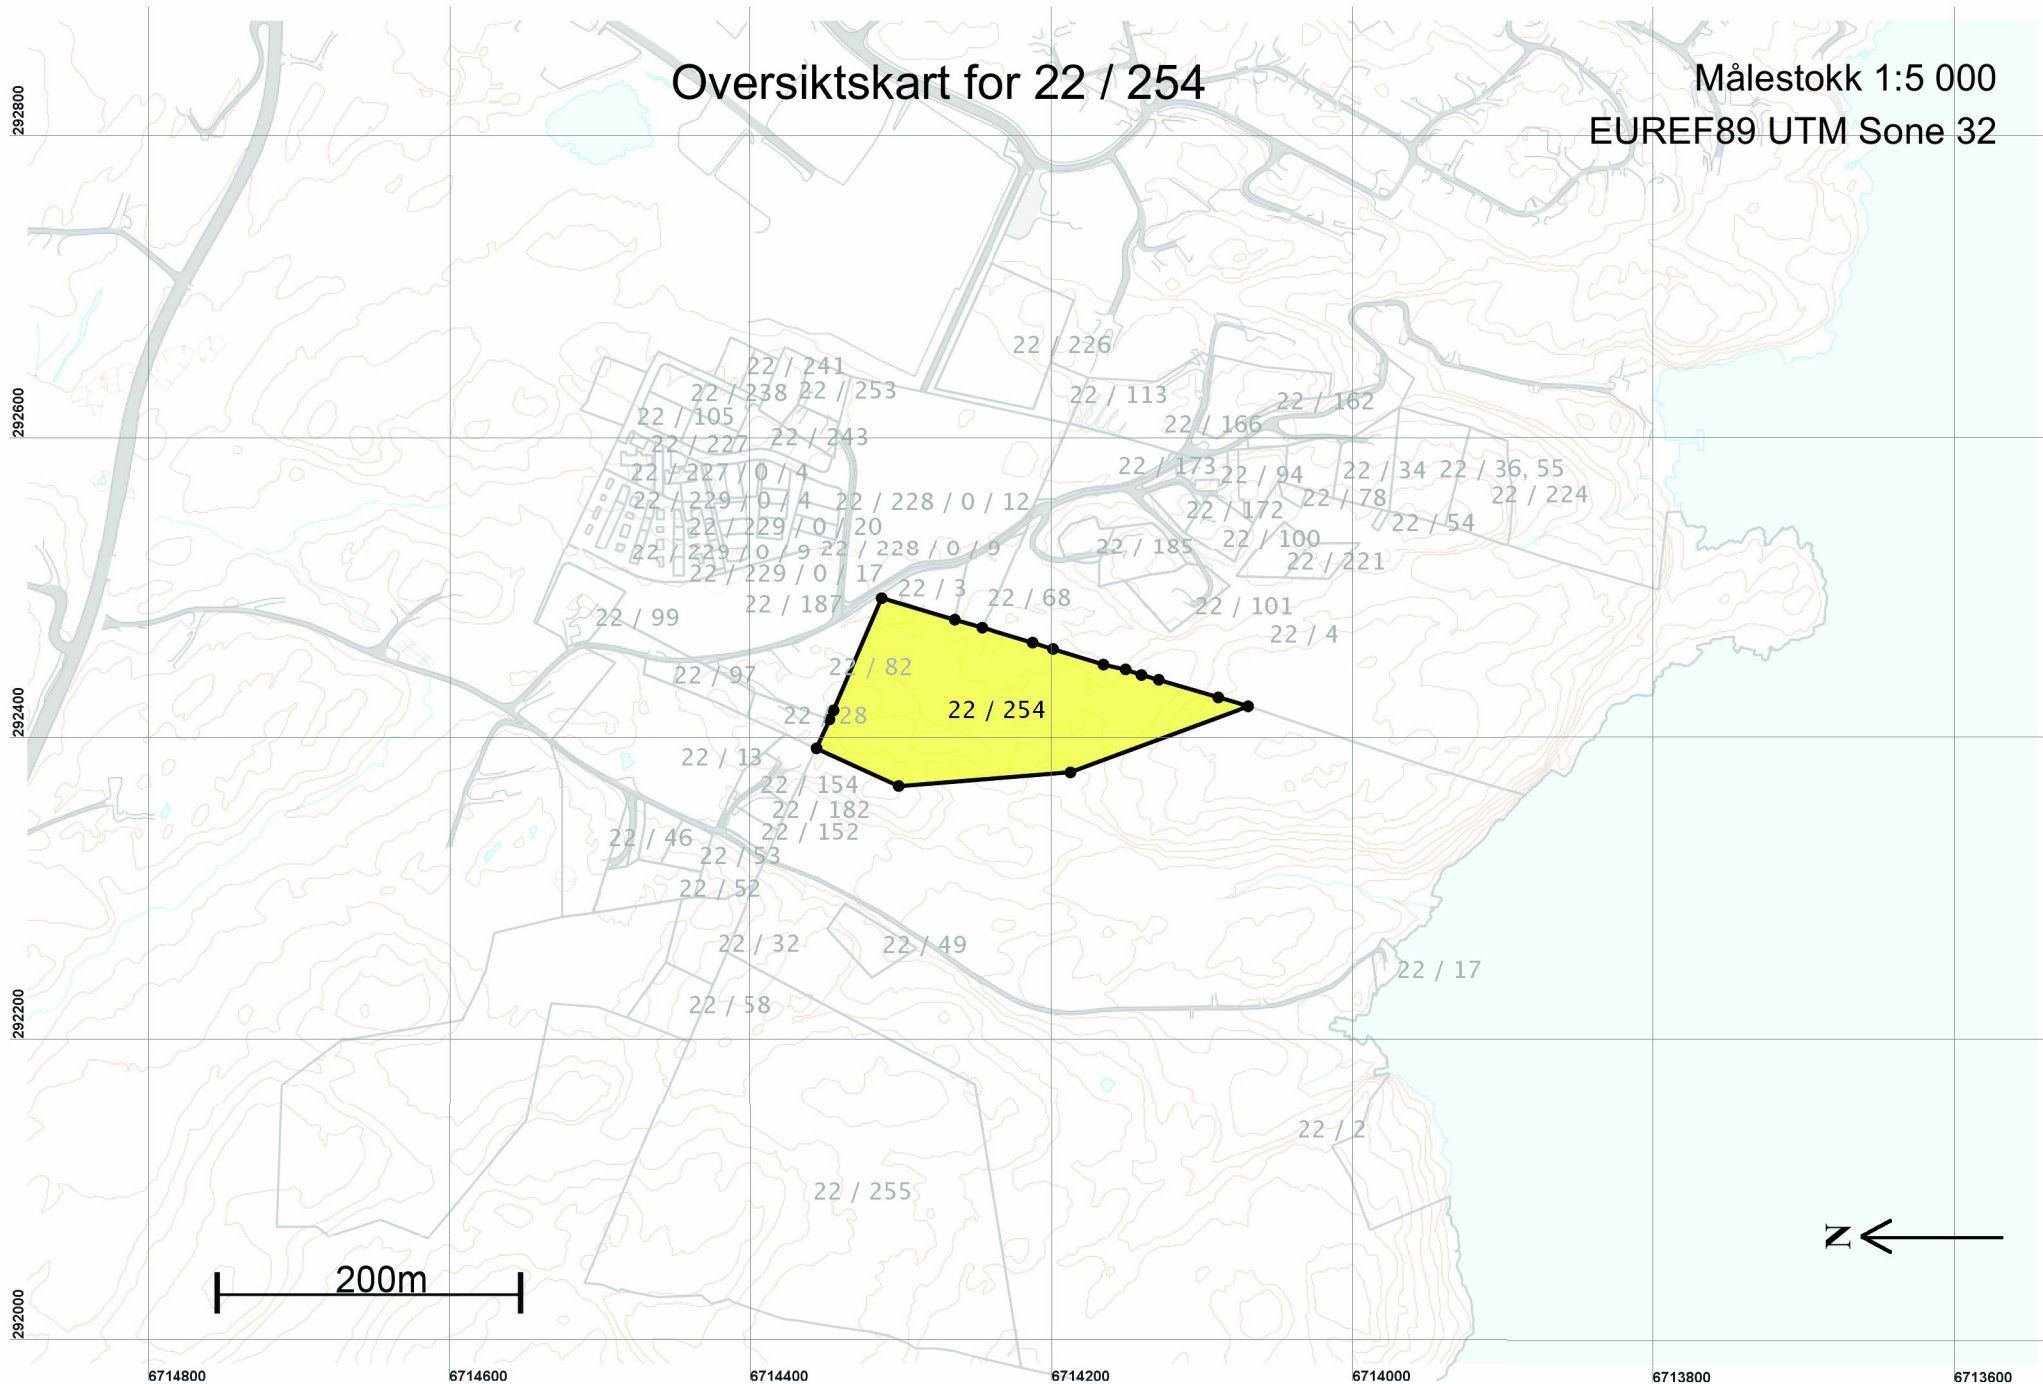 Oversiktskart for 22 / 254
Målestokk 1:5 000
EUREF89 UTM Sone 32
292800
292600
292400
292200
292000
22 / 226
22 / 241
22 / 238
22 / 253
22 / 113
22 / 162
22 / 105
22 / 166
22 / 227
22 / 243
22 / 173
22 / 94
22 / 34
22 / 36, 55
22 / 227 / 0 / 4
22 / 229 / 0 / 4
22 / 228 / 0 / 12
22 / 78
22 / 224
22 / 172
22 / 229 / 0 / 20
22 / 54
22 / 229 / 0 / 9
22 / 228 / 0 / 9
22 / 185
22 / 100
22 / 221
22 / 229 / 0 / 17
22 / 3
22 / 68
22 / 187
22 / 101
22 / 99
22 / 4
22 / 82
22 / 97
22 / 28
22 / 254
22 / 13
22 / 154
22 / 182
22 / 152
22 / 46
22 / 53
22 / 52
22 / 32
22 / 49
22 / 17
22 / 58
22 / 2
22 / 255
N
200m
6714800
6714600
6714400
6714200
6714000
6713800
6713600